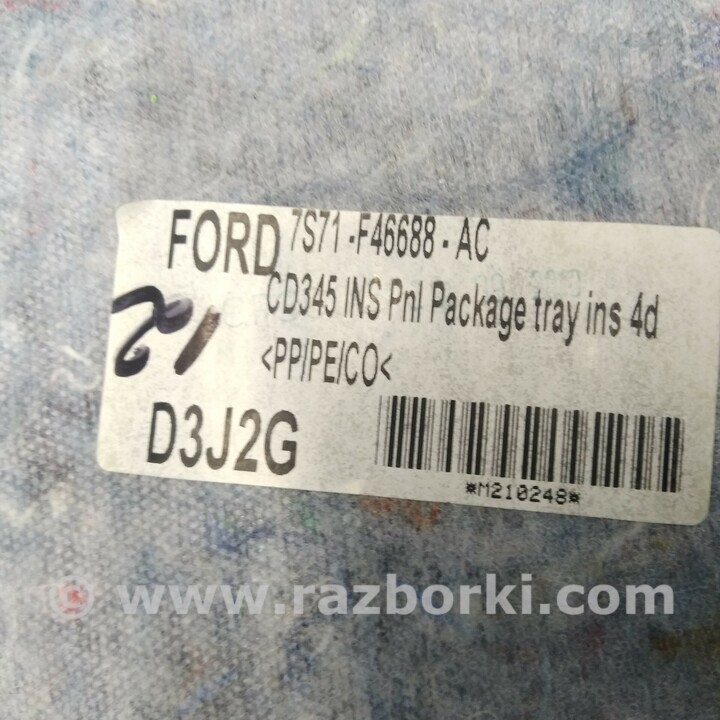 FORD 7S71-F46688-AC
CD345 INS Pnl Package tray ins 4d
<PP/PE/CO<
D3J2G
*M210248*
www.razborki.com